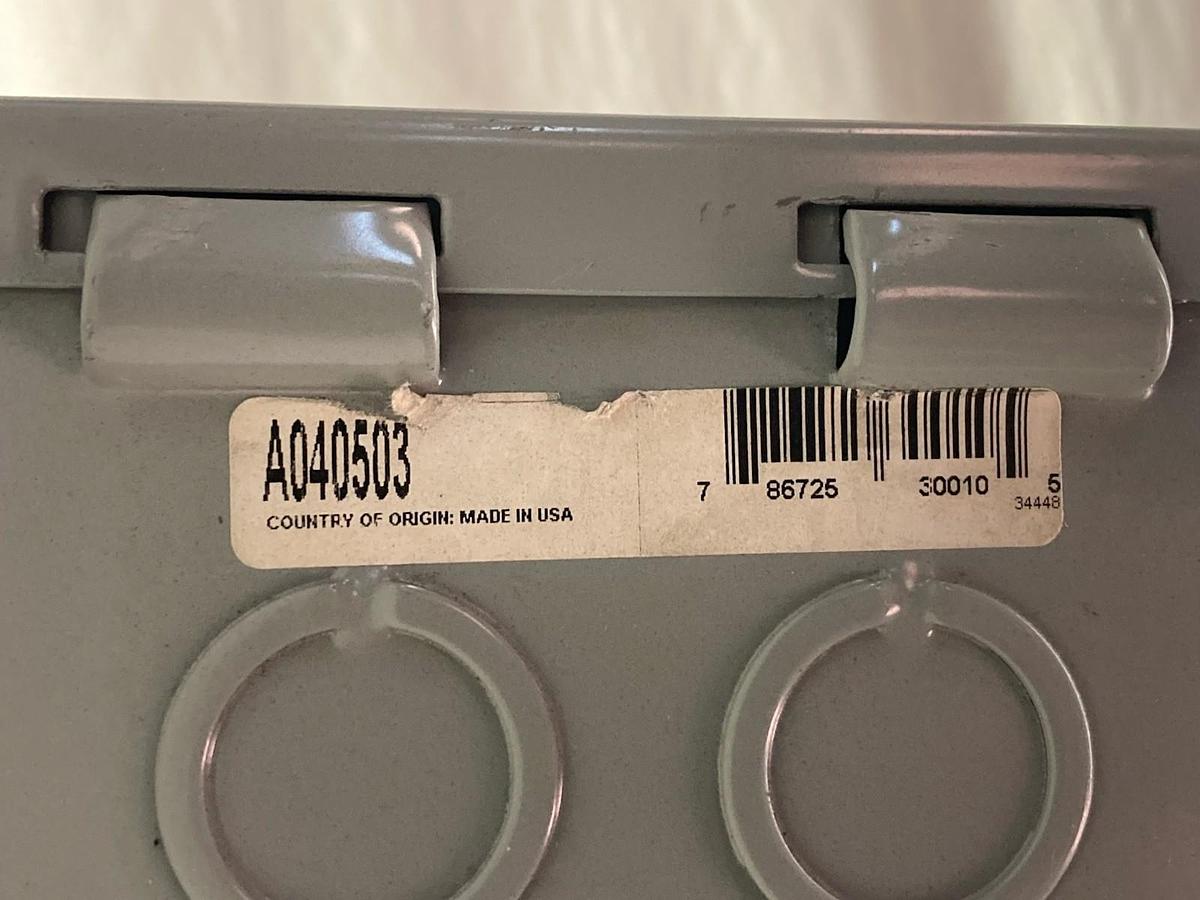 A040503
COUNTRY OF ORIGIN: MADE IN USA
7 86725 30010 5
34448